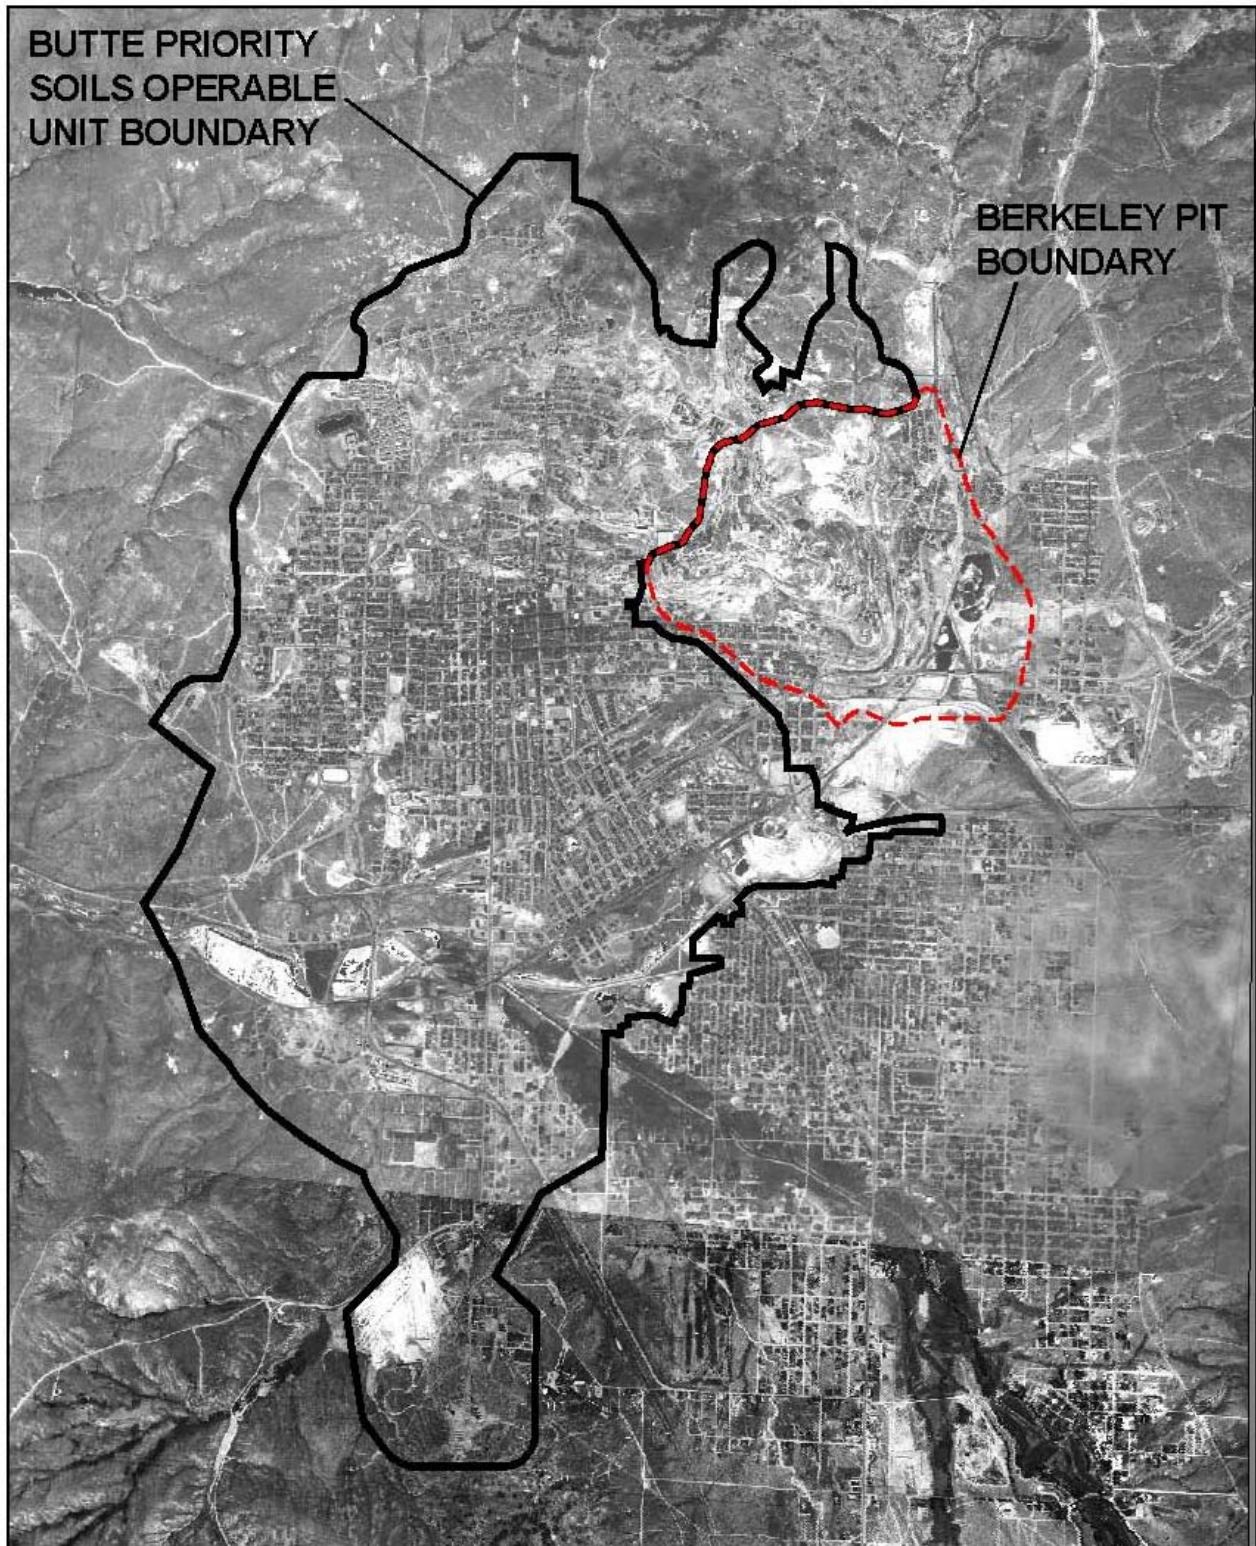 BUTTE PRIORITY
SOILS OPERABLE
UNIT BOUNDARY
BERKELEY PIT
BOUNDARY